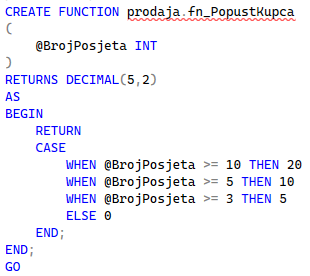 CREATE FUNCTION prodaja.fn_PopustKupca
(
    @BrojPosjeta INT
)
RETURNS DECIMAL(5,2)
AS
BEGIN
    RETURN
    CASE
        WHEN @BrojPosjeta >= 10 THEN 20
        WHEN @BrojPosjeta >= 5 THEN 10
        WHEN @BrojPosjeta >= 3 THEN 5
        ELSE 0
    END;
END;
GO